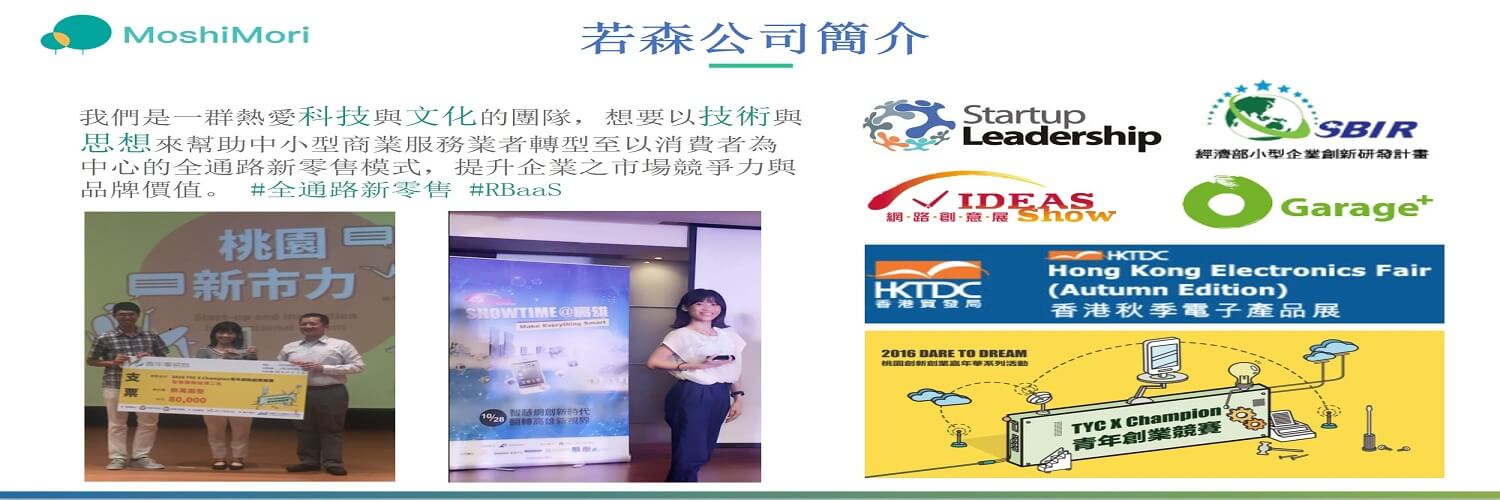 MoshiMori
若森公司簡介
我們是一群熱愛科技與文化的團隊，想要以技術與
思想來幫助中小型商業服務業者轉型至以消費者為
中心的全通路新零售模式，提升企業之市場競爭力與
品牌價值。 #全通路新零售 #RBaaS
Startup
Leadership
SBIR
經濟部小型企業創新研發計畫
IDEAS
Show
網·路·創·意·展
Garage+
HKTDC
香港貿發局
HKTDC
Hong Kong Electronics Fair
(Autumn Edition)
香港秋季電子產品展
2016 DARE TO DREAM
桃園創新創業嘉年華系列活動
TYC X Champion
青年創業競賽
桃園
新市力
支票
80,000
SHOWTIME@高雄
Make Everything Smart
10/28
智慧網創新時代
翻轉高雄新視界